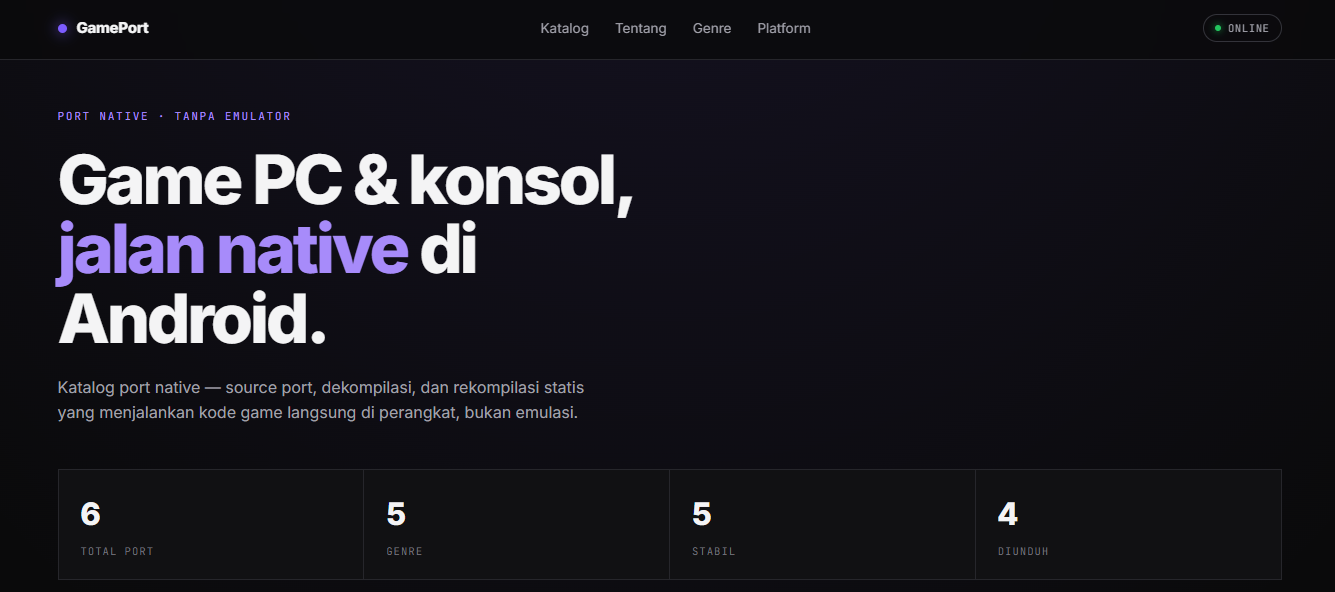 GamePort
Katalog Tentang Genre Platform
ONLINE
PORT NATIVE · TANPA EMULATOR
Game PC & konsol,
jalan native di
Android.
Katalog port native — source port, dekompilasi, dan rekompilasi statis
yang menjalankan kode game langsung di perangkat, bukan emulasi.
6
TOTAL PORT
5
GENRE
5
STABIL
4
DIUNDUH